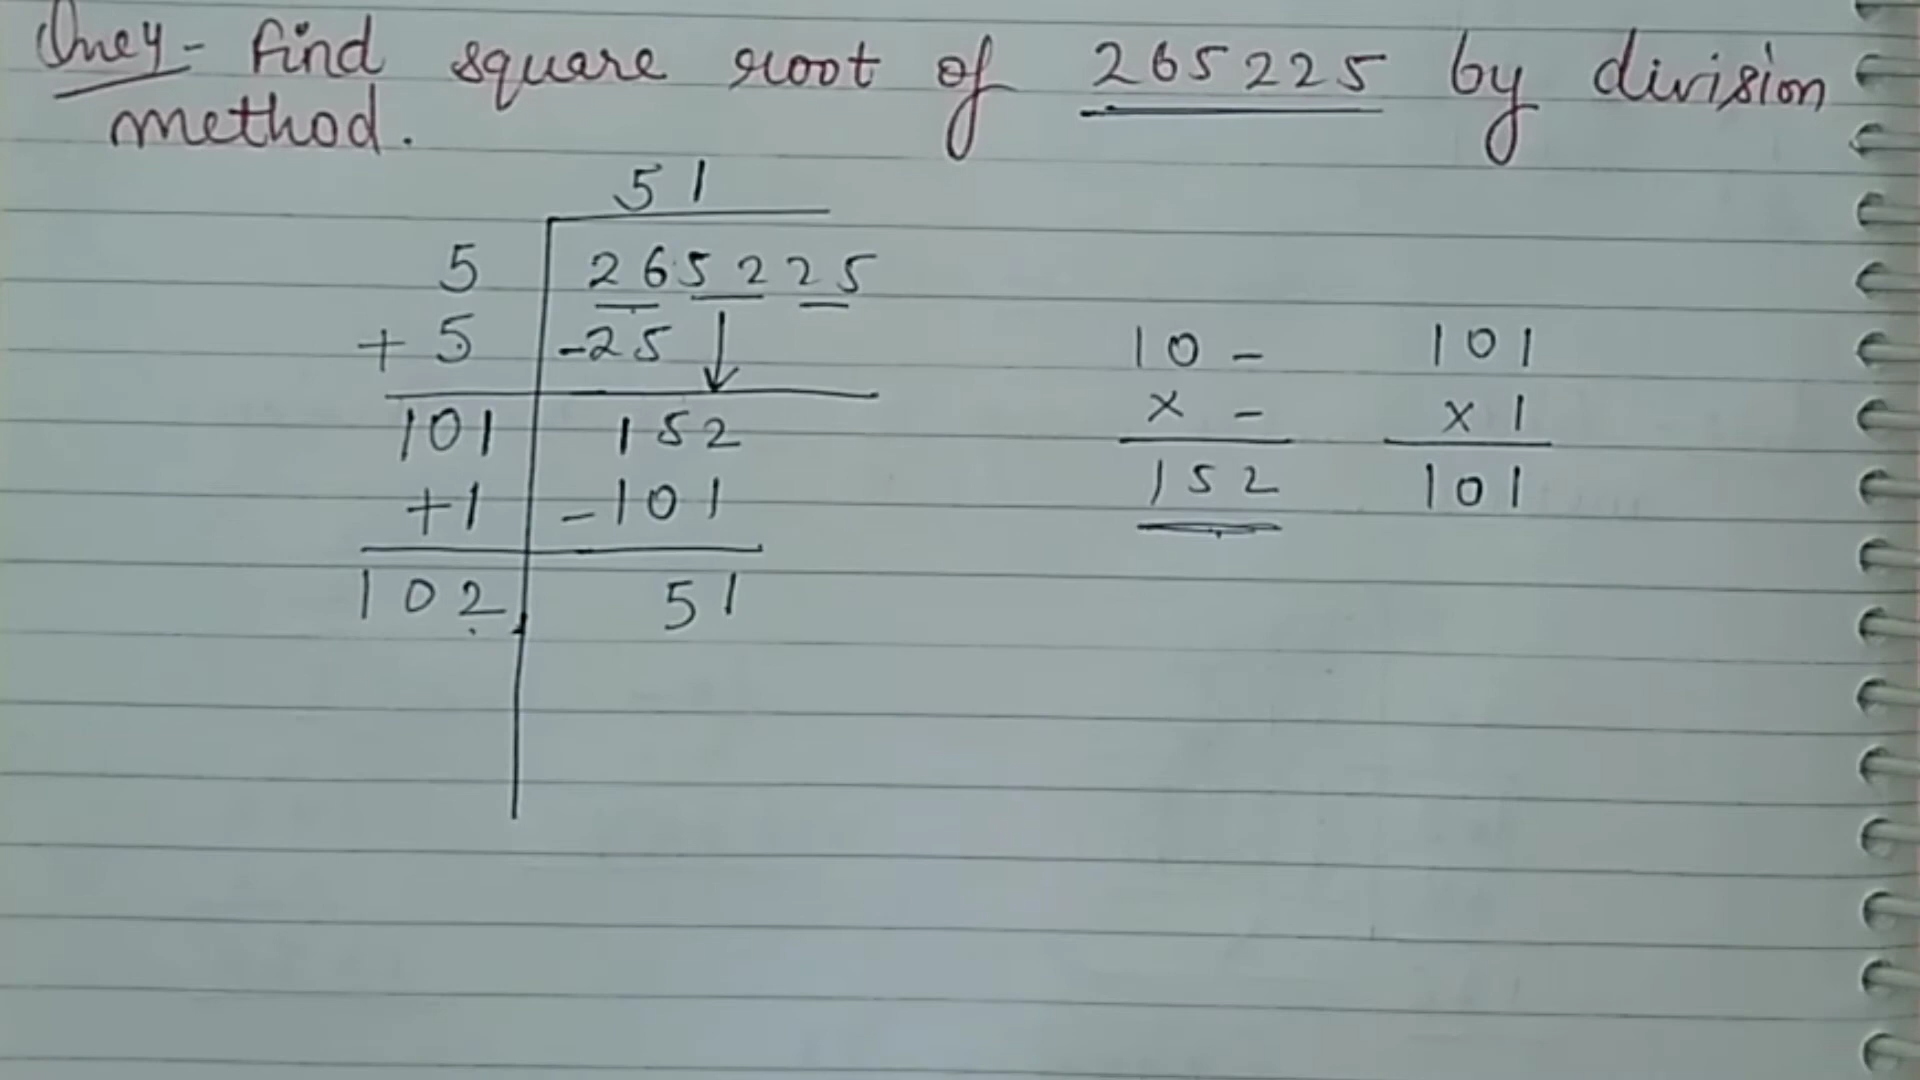 Ques- Find square root of 265225 by division
method.
51
5 265225
+ 5 -25
101 152
+1 -101
102 51
10 -
x -
152
101
x 1
101